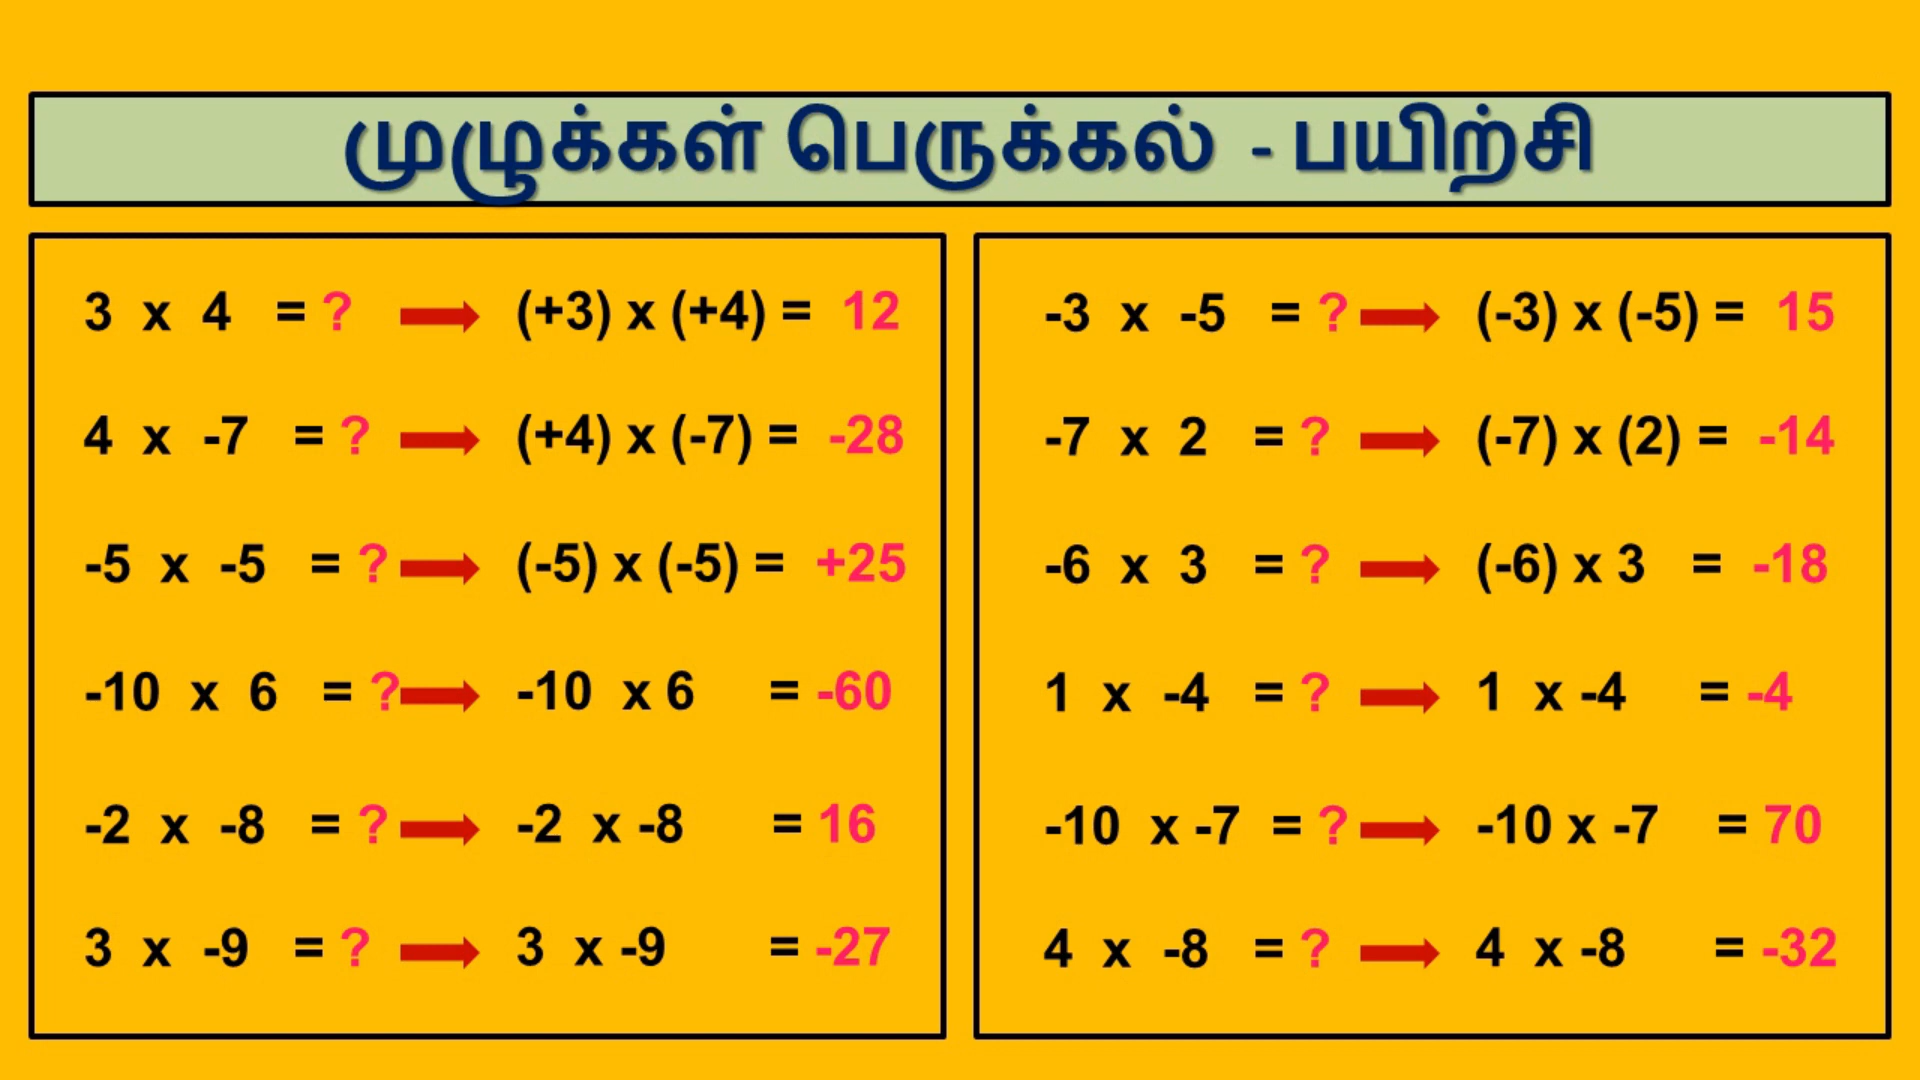 முழுக்கள் பெருக்கல் - பயிற்சி
3 x 4 = ? (+3) x (+4) = 12
4 x -7 = ? (+4) x (-7) = -28
-5 x -5 = ? (-5) x (-5) = +25
-10 x 6 = ? -10 x 6 = -60
-2 x -8 = ? -2 x -8 = 16
3 x -9 = ? 3 x -9 = -27
-3 x -5 = ? (-3) x (-5) = 15
-7 x 2 = ? (-7) x (2) = -14
-6 x 3 = ? (-6) x 3 = -18
1 x -4 = ? 1 x -4 = -4
-10 x -7 = ? -10 x -7 = 70
4 x -8 = ? 4 x -8 = -32